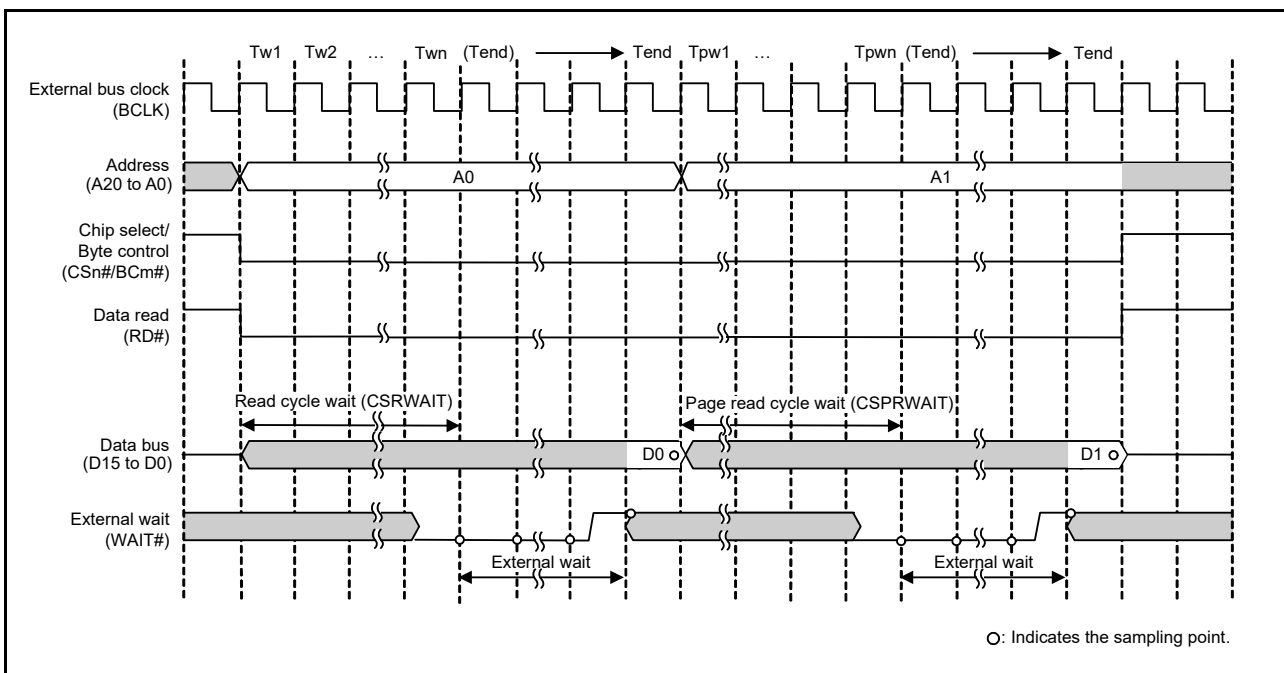 Tw1 Tw2 … Twn (Tend) Tend Tpw1 … Tpwn (Tend) Tend
External bus clock
(BCLK)
Address
(A20 to A0)
A0 A1
Chip select/
Byte control
(CSn#/BCm#)
Data read
(RD#)
Read cycle wait (CSRWAIT) Page read cycle wait (CSPRWAIT)
Data bus
(D15 to D0)
D0 D1
External wait
(WAIT#)
External wait External wait
: Indicates the sampling point.